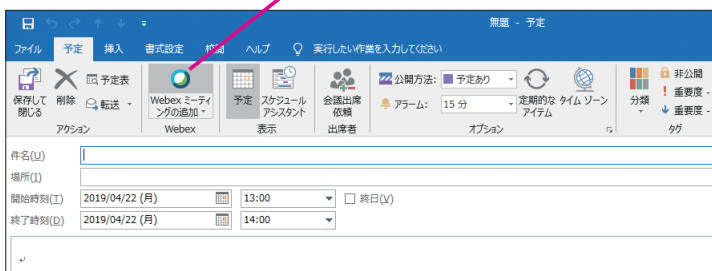 無題 - 予定
ファイル 予定 挿入 書式設定 校閲 ヘルプ 実行したい作業を入力してください
保存して閉じる 削除 予定表 転送 Webex ミーティングの追加 予定 スケジュールアシスタント 会議出席依頼 公開方法: 予定あり アラーム: 15 分 定期的なアイテム タイム ゾーン 分類 非公開 重要度 - 重要度 -
アクション Webex 表示 出席者 オプション タグ
件名(U)
場所(I)
開始時刻(T) 2019/04/22 (月) 13:00 終日(V)
終了時刻(D) 2019/04/22 (月) 14:00